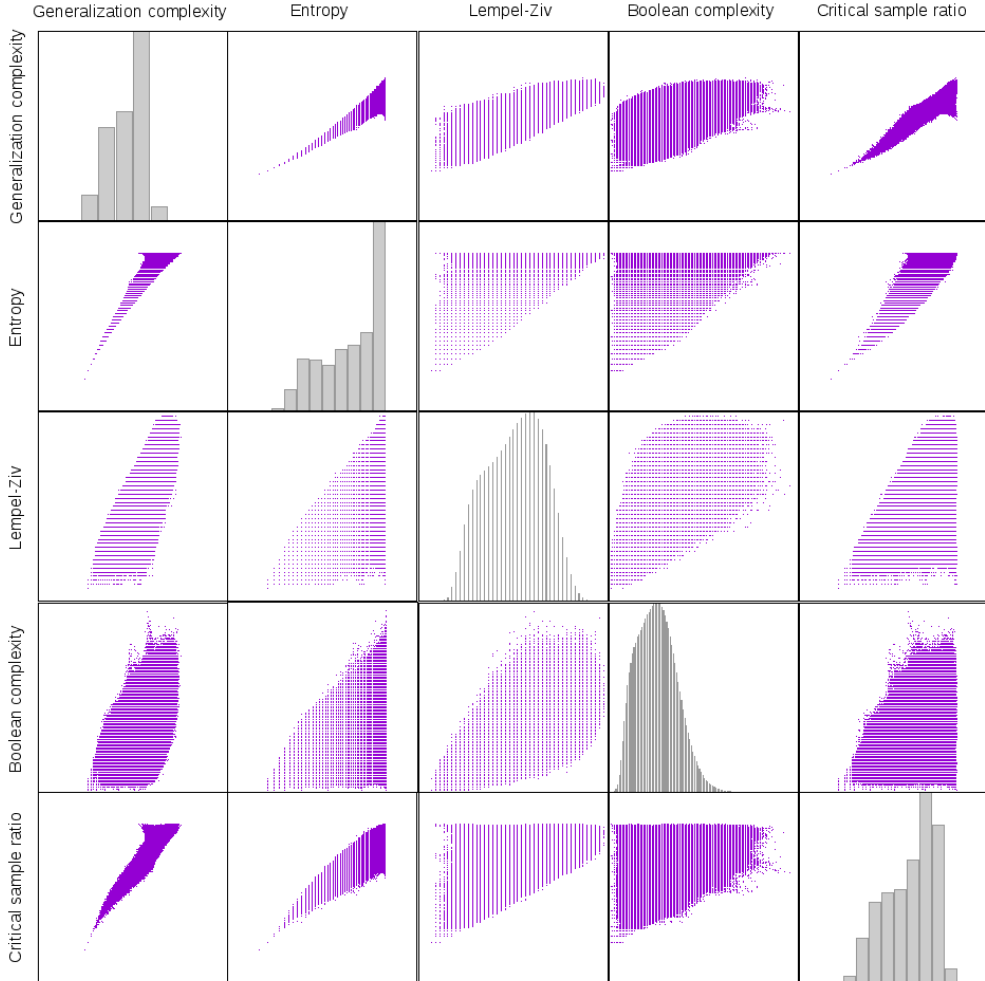 Generalization complexity
Entropy
Lempel-Ziv
Boolean complexity
Critical sample ratio
Generalization complexity
Entropy
Lempel-Ziv
Boolean complexity
Critical sample ratio